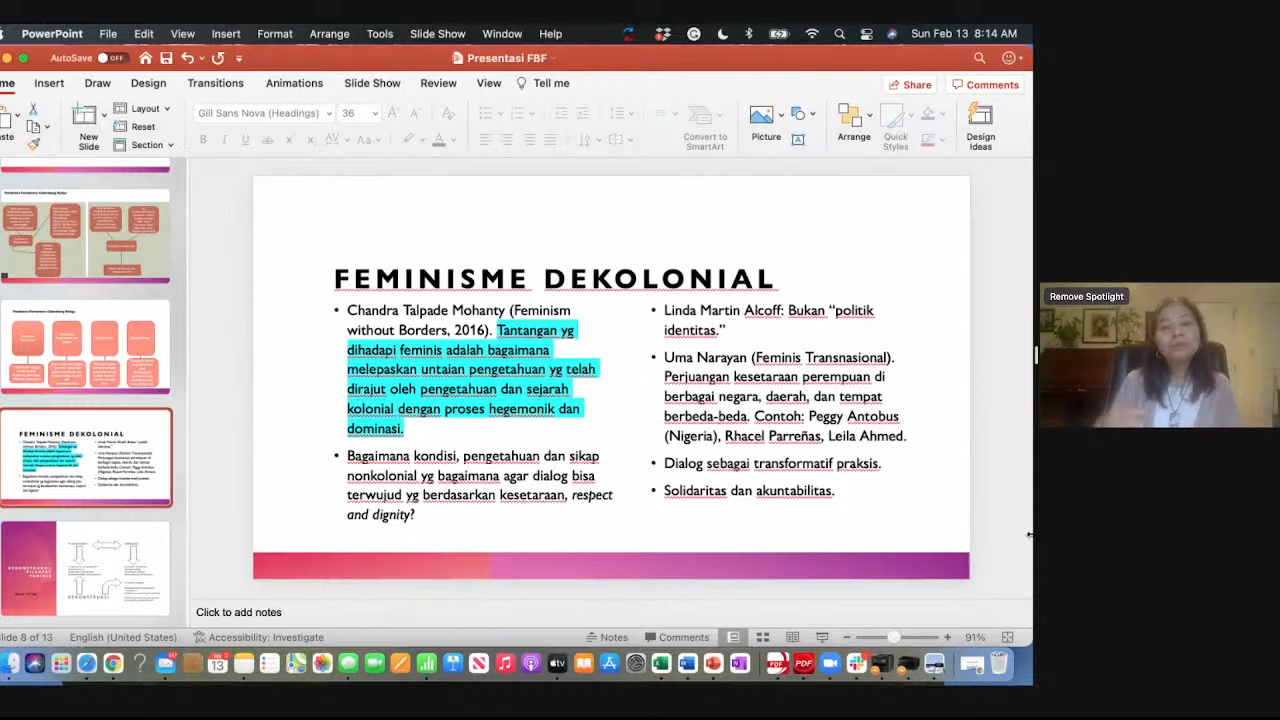 PowerPoint File Edit View Insert Format Arrange Tools Slide Show Window Help Sun Feb 13 8:14 AM
AutoSave OFF Presentasi FBF
me Insert Draw Design Transitions Animations Slide Show Review View Tell me Share Comments
Gill Sans Nova (Headings) 36
ste
New Slide
Layout
Reset
Section
Convert to SmartArt
Picture
Arrange
Quick Styles
Design Ideas
FEMINISME DEKOLONIAL
• Chandra Talpade Mohanty (Feminism
without Borders, 2016). Tantangan yg
dihadapi feminis adalah bagaimana
melepaskan untaian pengetahuan yg telah
dirajut oleh pengetahuan dan sejarah
kolonial dengan proses hegemonik dan
dominasi.
• Bagaimana kondisi, pengetahuan dan sikap
nonkolonial yg bagaimana agar dialog bisa
terwujud yg berdasarkan kesetaraan, respect
and dignity?
• Linda Martin Alcoff: Bukan “politik
identitas.”
• Uma Narayan (Feminis Transnasional).
Perjuangan kesetaraan perempuan di
berbagai negara, daerah, dan tempat
berbeda-beda. Contoh: Peggy Antobus
(Nigeria), Rhacel Parreñas, Leila Ahmed.
• Dialog sebagai transformatif praksis.
• Solidaritas dan akuntabilitas.
Remove Spotlight
FEMINISME DEKOLONIAL
DEKONSTRUKSI
Click to add notes
lide 8 of 13 English (United States) Accessibility: Investigate Notes Comments 91%